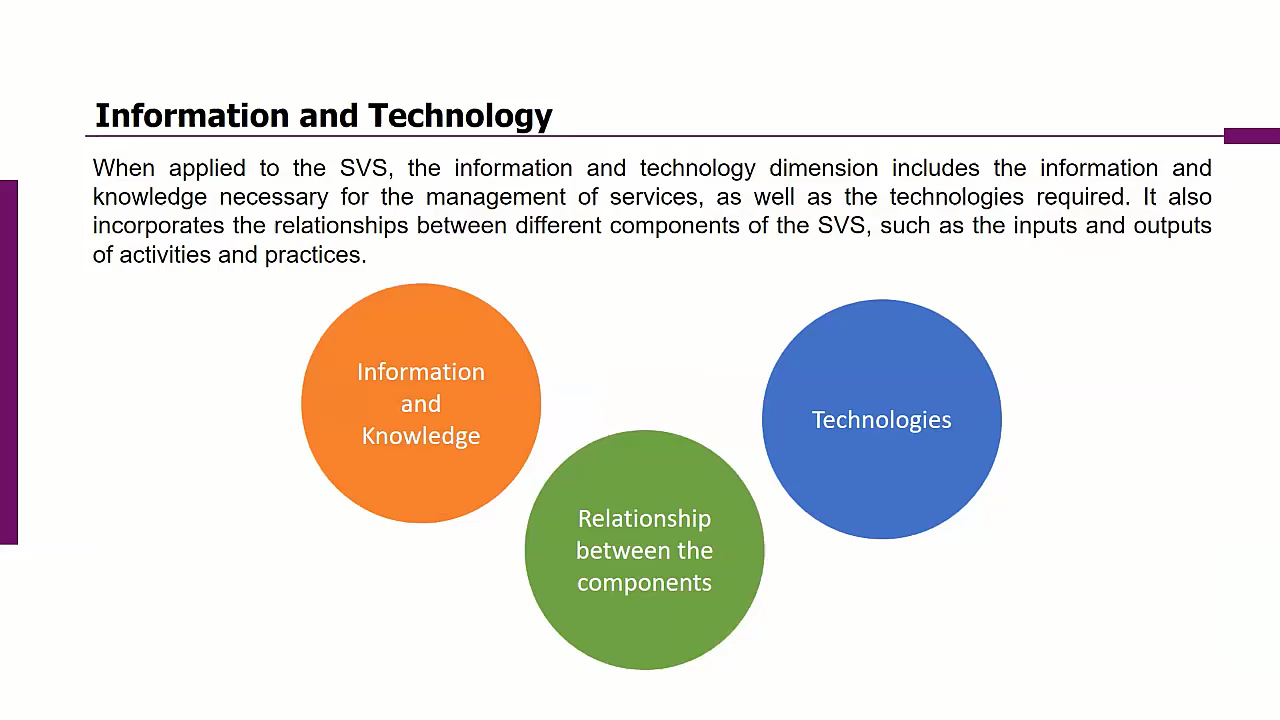 Information and Technology
When applied to the SVS, the information and technology dimension includes the information and
knowledge necessary for the management of services, as well as the technologies required. It also
incorporates the relationships between different components of the SVS, such as the inputs and outputs
of activities and practices.
Information
and
Knowledge
Technologies
Relationship
between the
components